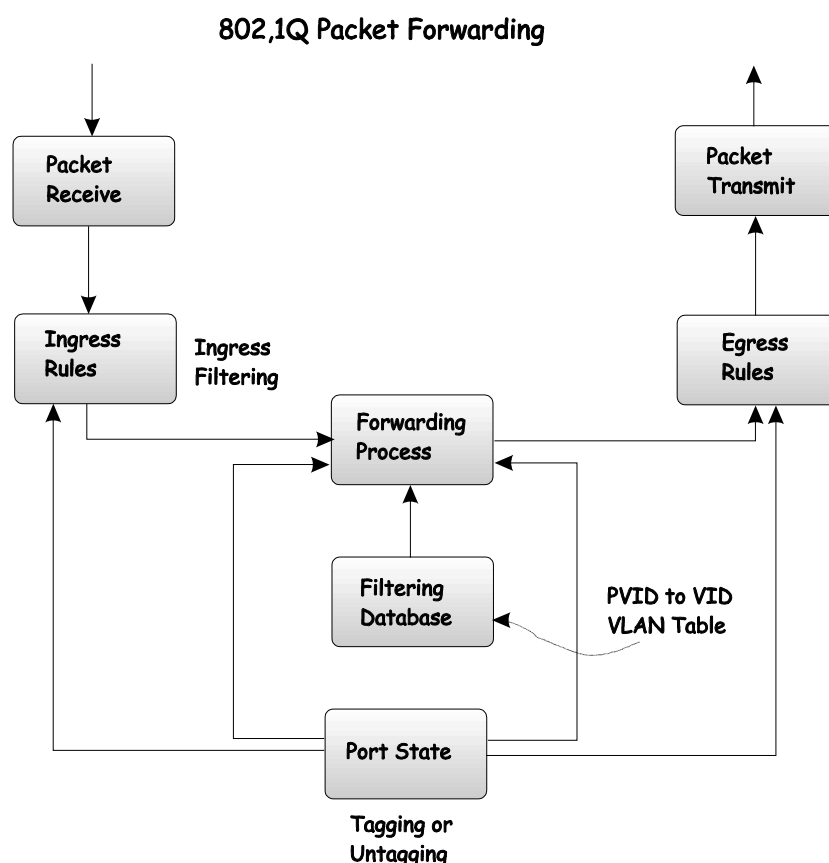 802,1Q Packet Forwarding
Packet
Receive
Packet
Transmit
Ingress
Rules
Ingress
Filtering
Egress
Rules
Forwarding
Process
Filtering
Database
PVID to VID
VLAN Table
Port State
Tagging or
Untagging